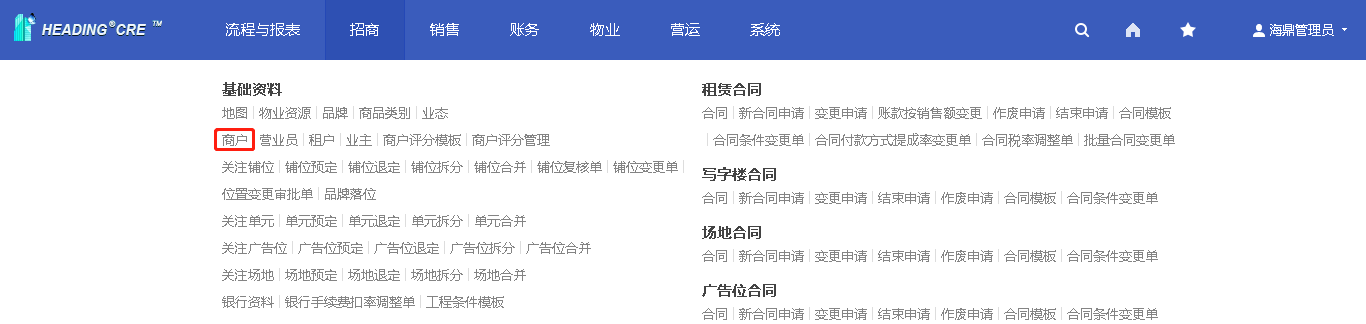 HEADING®CRE ™ 流程与报表 招商 销售 账务 物业 营运 系统 海鼎管理员
基础资料
地图 物业资源 品牌 商品类别 业态
商户 营业员 租户 业主 商户评分模板 商户评分管理
关注铺位 铺位预定 铺位退定 铺位拆分 铺位合并 铺位复核单 铺位变更单
位置变更审批单 品牌落位
关注单元 单元预定 单元退定 单元拆分 单元合并
关注广告位 广告位预定 广告位退定 广告位拆分 广告位合并
关注场地 场地预定 场地退定 场地拆分 场地合并
银行资料 银行手续费扣率调整单 工程条件模板
租赁合同
合同 新合同申请 变更申请 账款按销售额变更 作废申请 结束申请 合同模板
合同条件变更单 合同付款方式提成率变更单 合同税率调整单 批量合同变更单
写字楼合同
合同 新合同申请 变更申请 结束申请 作废申请 合同模板 合同条件变更单
场地合同
合同 新合同申请 变更申请 结束申请 作废申请 合同模板 合同条件变更单
广告位合同
合同 新合同申请 变更申请 结束申请 作废申请 合同模板 合同条件变更单